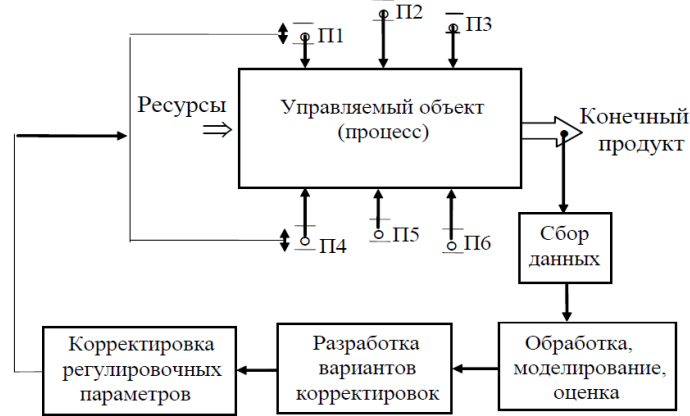 П1
П2
П3
Ресурсы
Управляемый объект
(процесс)
Конечный
продукт
П4
П5
П6
Сбор
данных
Корректировка
регулировочных
параметров
Разработка
вариантов
корректировок
Обработка,
моделирование,
оценка